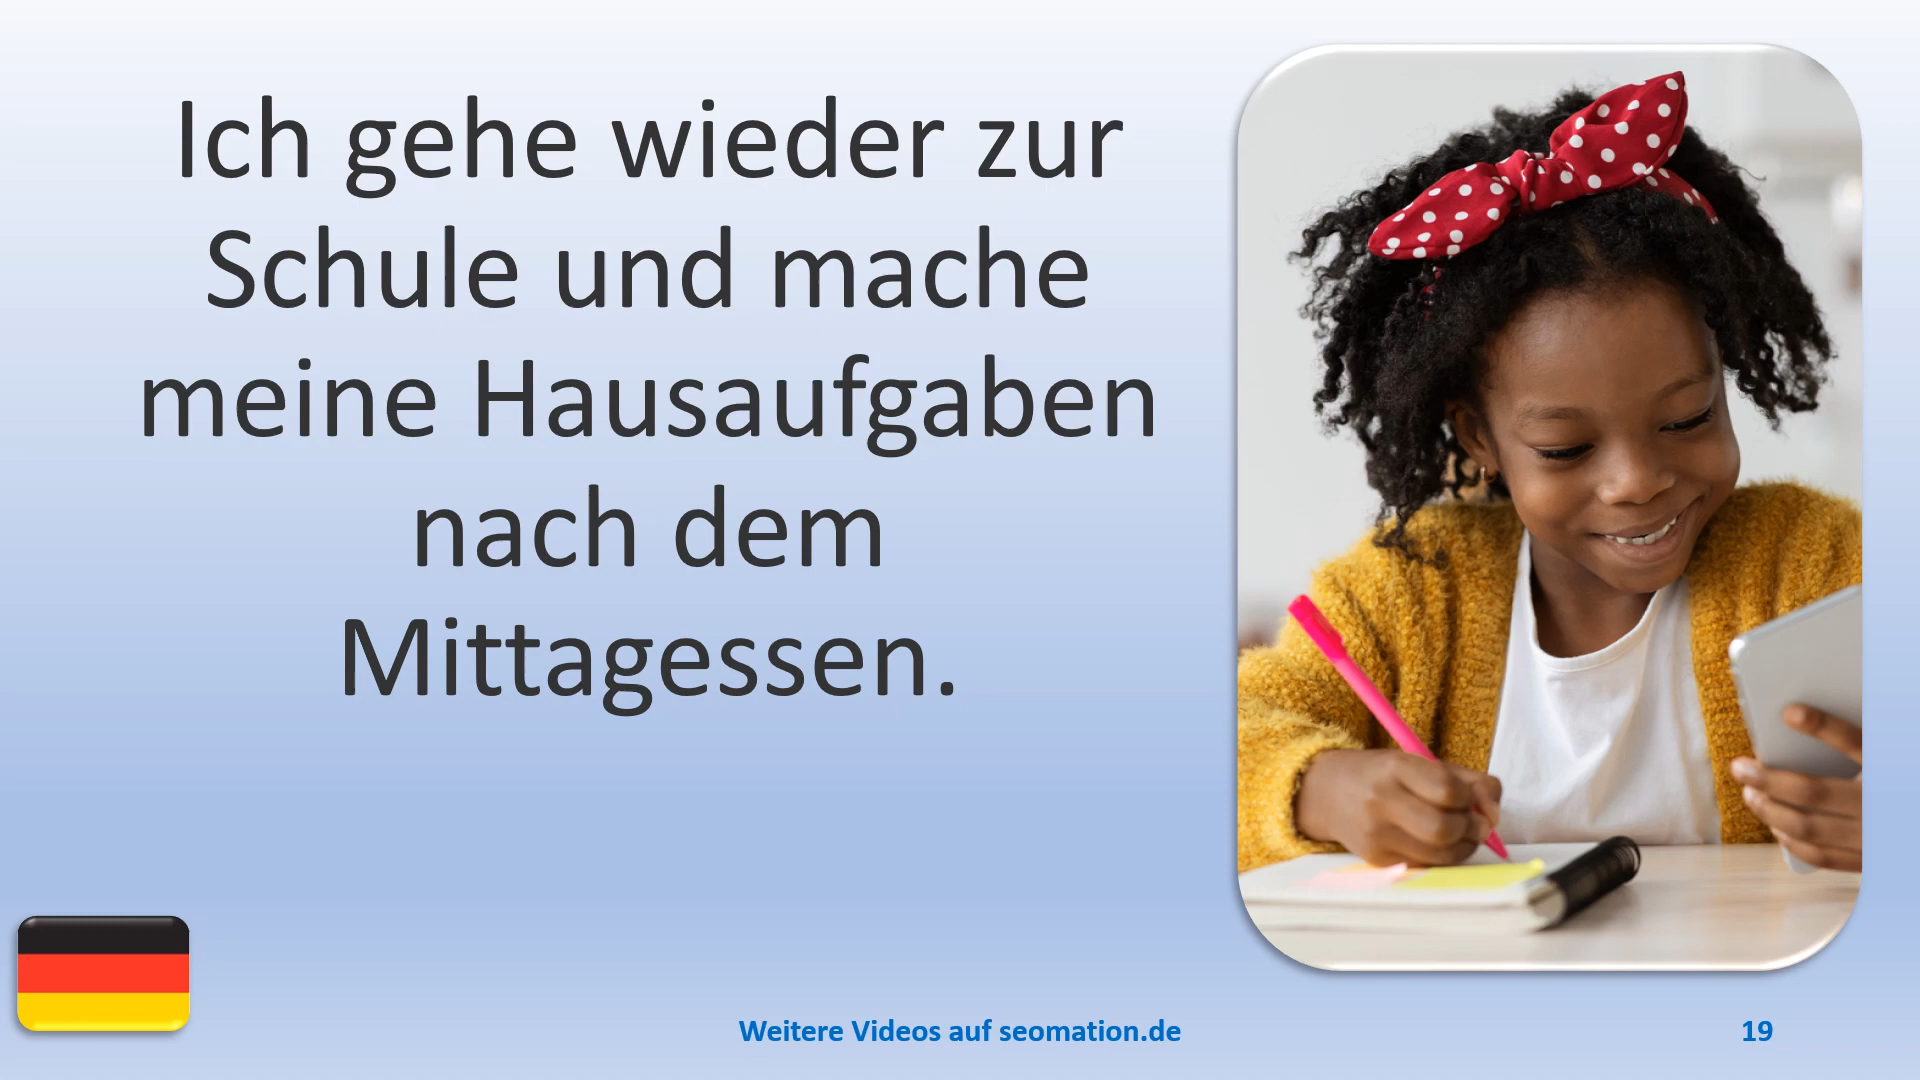 Ich gehe wieder zur
Schule und mache
meine Hausaufgaben
nach dem
Mittagessen.
Weitere Videos auf seomation.de
19